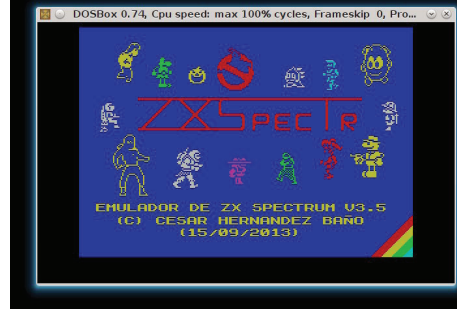 DOSBox 0.74, Cpu speed: max 100% cycles, Frameskip 0, Pro...
ZXSPECTR
EMULADOR DE ZX SPECTRUM V3.5
(C) CESAR HERNANDEZ BAÑO
(15/09/2013)